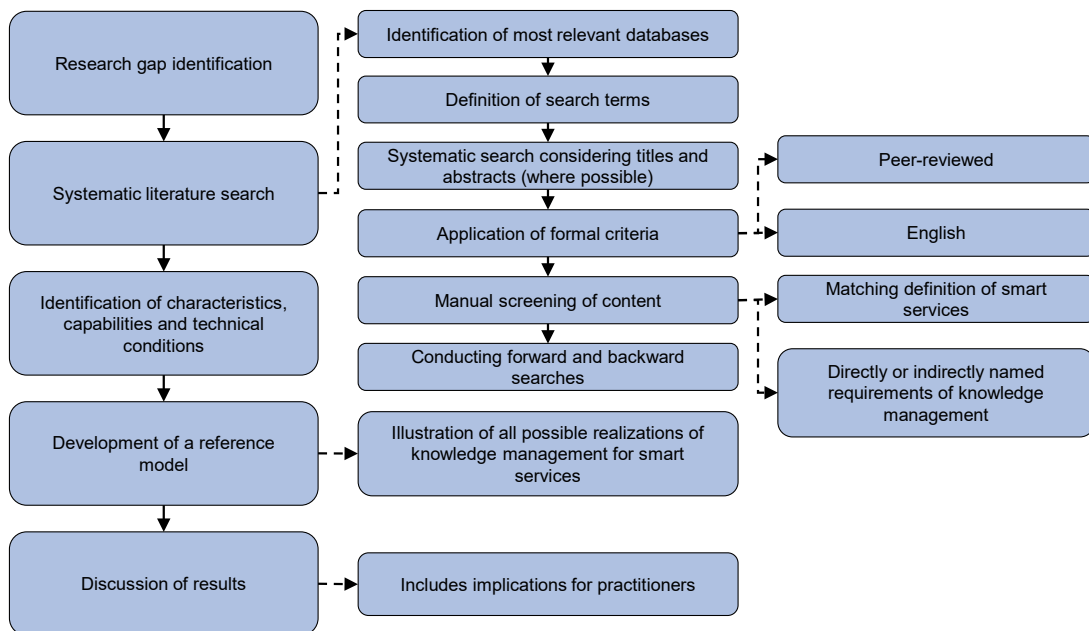 Research gap identification
Systematic literature search
Identification of characteristics,
capabilities and technical
conditions
Development of a reference
model
Discussion of results
Identification of most relevant databases
Definition of search terms
Systematic search considering titles and
abstracts (where possible)
Application of formal criteria
Manual screening of content
Conducting forward and backward
searches
Illustration of all possible realizations of
knowledge management for smart
services
Includes implications for practitioners
Peer-reviewed
English
Matching definition of smart
services
Directly or indirectly named
requirements of knowledge
management